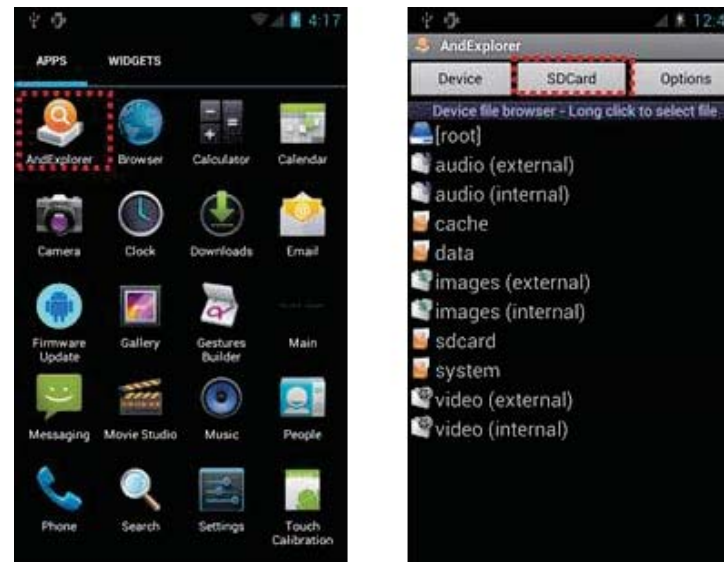 4:17
APPS WIDGETS
AndExplorer Browser Calculator Calendar
Camera Clock Downloads Email
Firmware Update Gallery Gestures Builder Main
Messaging Movie Studio Music People
Phone Search Settings Touch Calibration
12:4
AndExplorer
Device SDCard Options
Device file browser - Long click to select file
[root]
audio (external)
audio (internal)
cache
data
images (external)
images (internal)
sdcard
system
video (external)
video (internal)